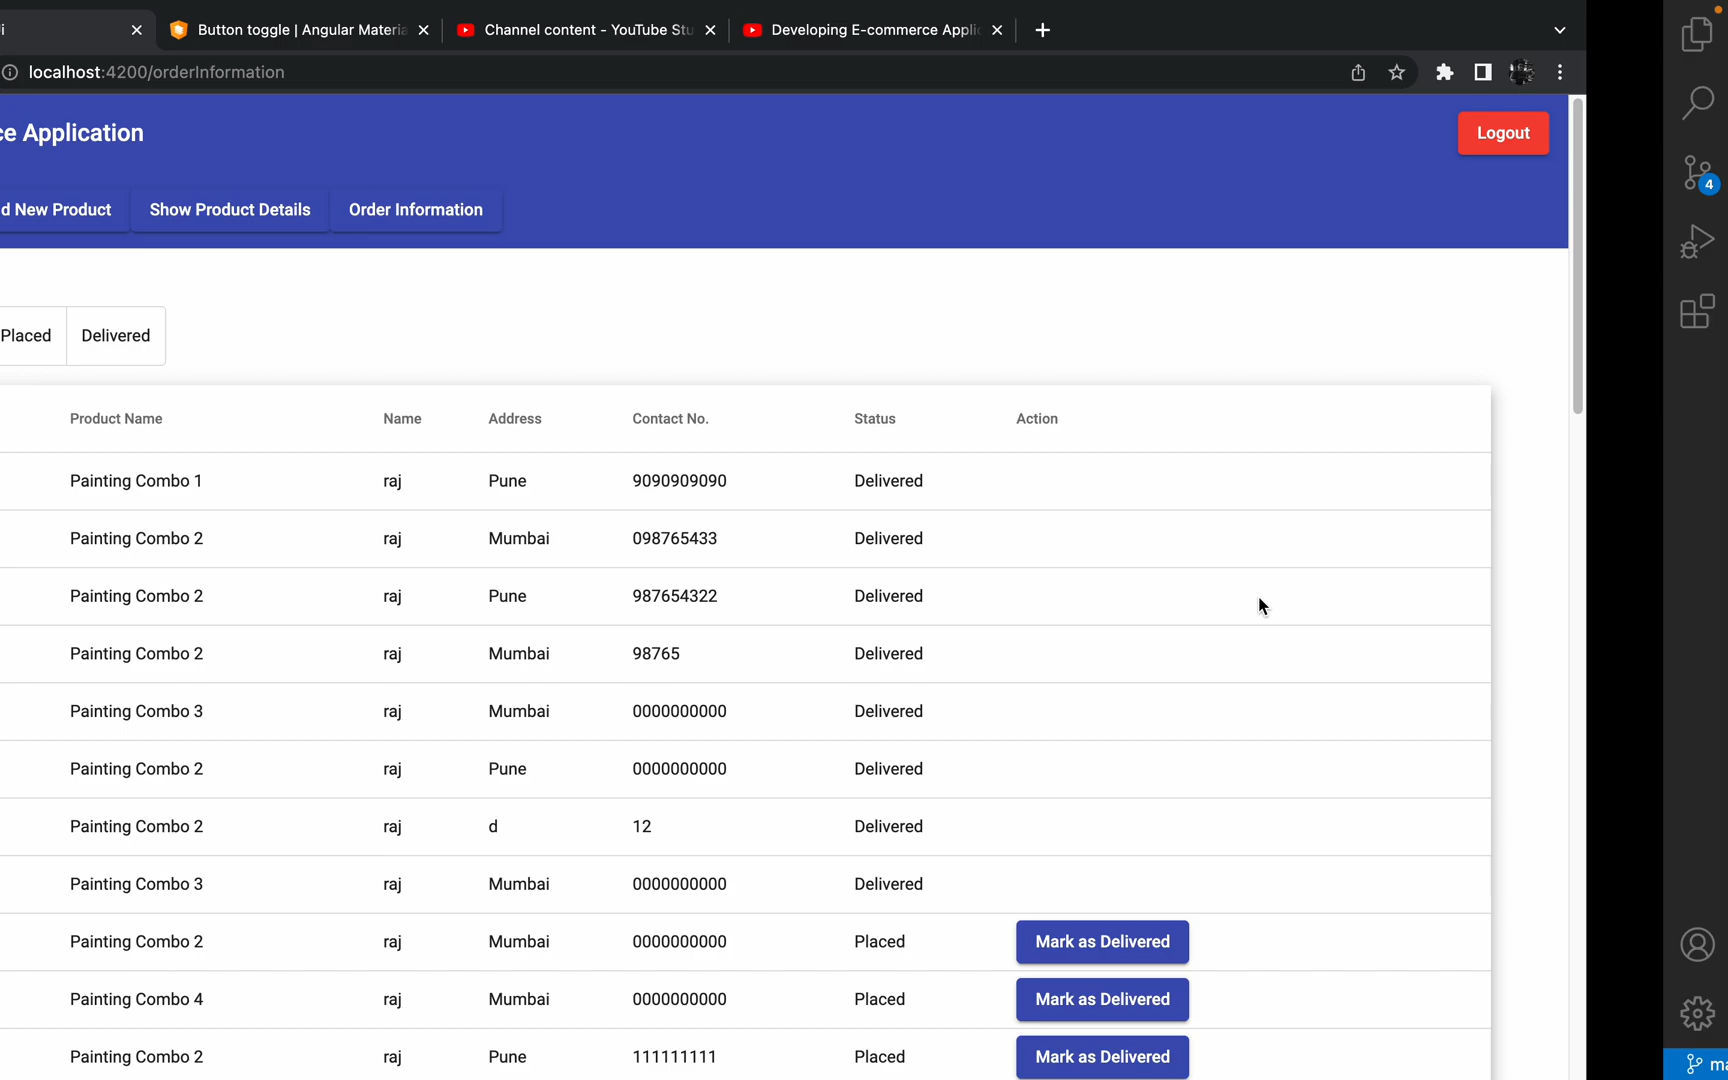 i
Button toggle | Angular Materia
Channel content - YouTube Stu
Developing E-commerce Applic
localhost:4200/orderInformation
ce Application
Logout
d New Product
Show Product Details
Order Information
Placed
Delivered
Product Name Name Address Contact No. Status Action
Painting Combo 1 raj Pune 9090909090 Delivered
Painting Combo 2 raj Mumbai 098765433 Delivered
Painting Combo 2 raj Pune 987654322 Delivered
Painting Combo 2 raj Mumbai 98765 Delivered
Painting Combo 3 raj Mumbai 0000000000 Delivered
Painting Combo 2 raj Pune 0000000000 Delivered
Painting Combo 2 raj d 12 Delivered
Painting Combo 3 raj Mumbai 0000000000 Delivered
Painting Combo 2 raj Mumbai 0000000000 Placed Mark as Delivered
Painting Combo 4 raj Mumbai 0000000000 Placed Mark as Delivered
Painting Combo 2 raj Pune 111111111 Placed Mark as Delivered
4
ma